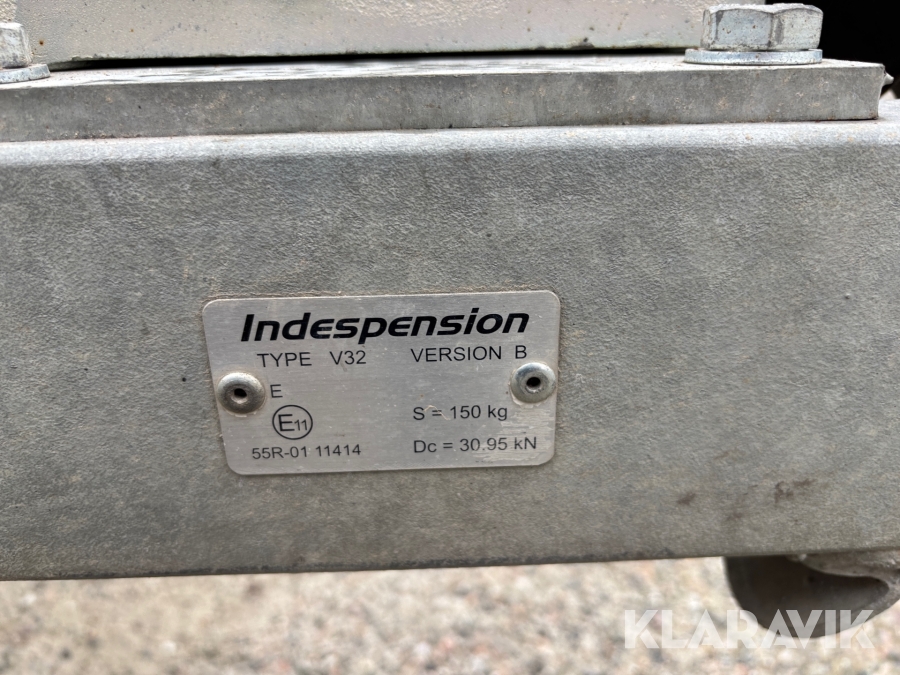 Indespension
TYPE V32 VERSION B
E
E11 S = 150 kg
55R-01 11414 Dc = 30.95 kN
KLARAVIK